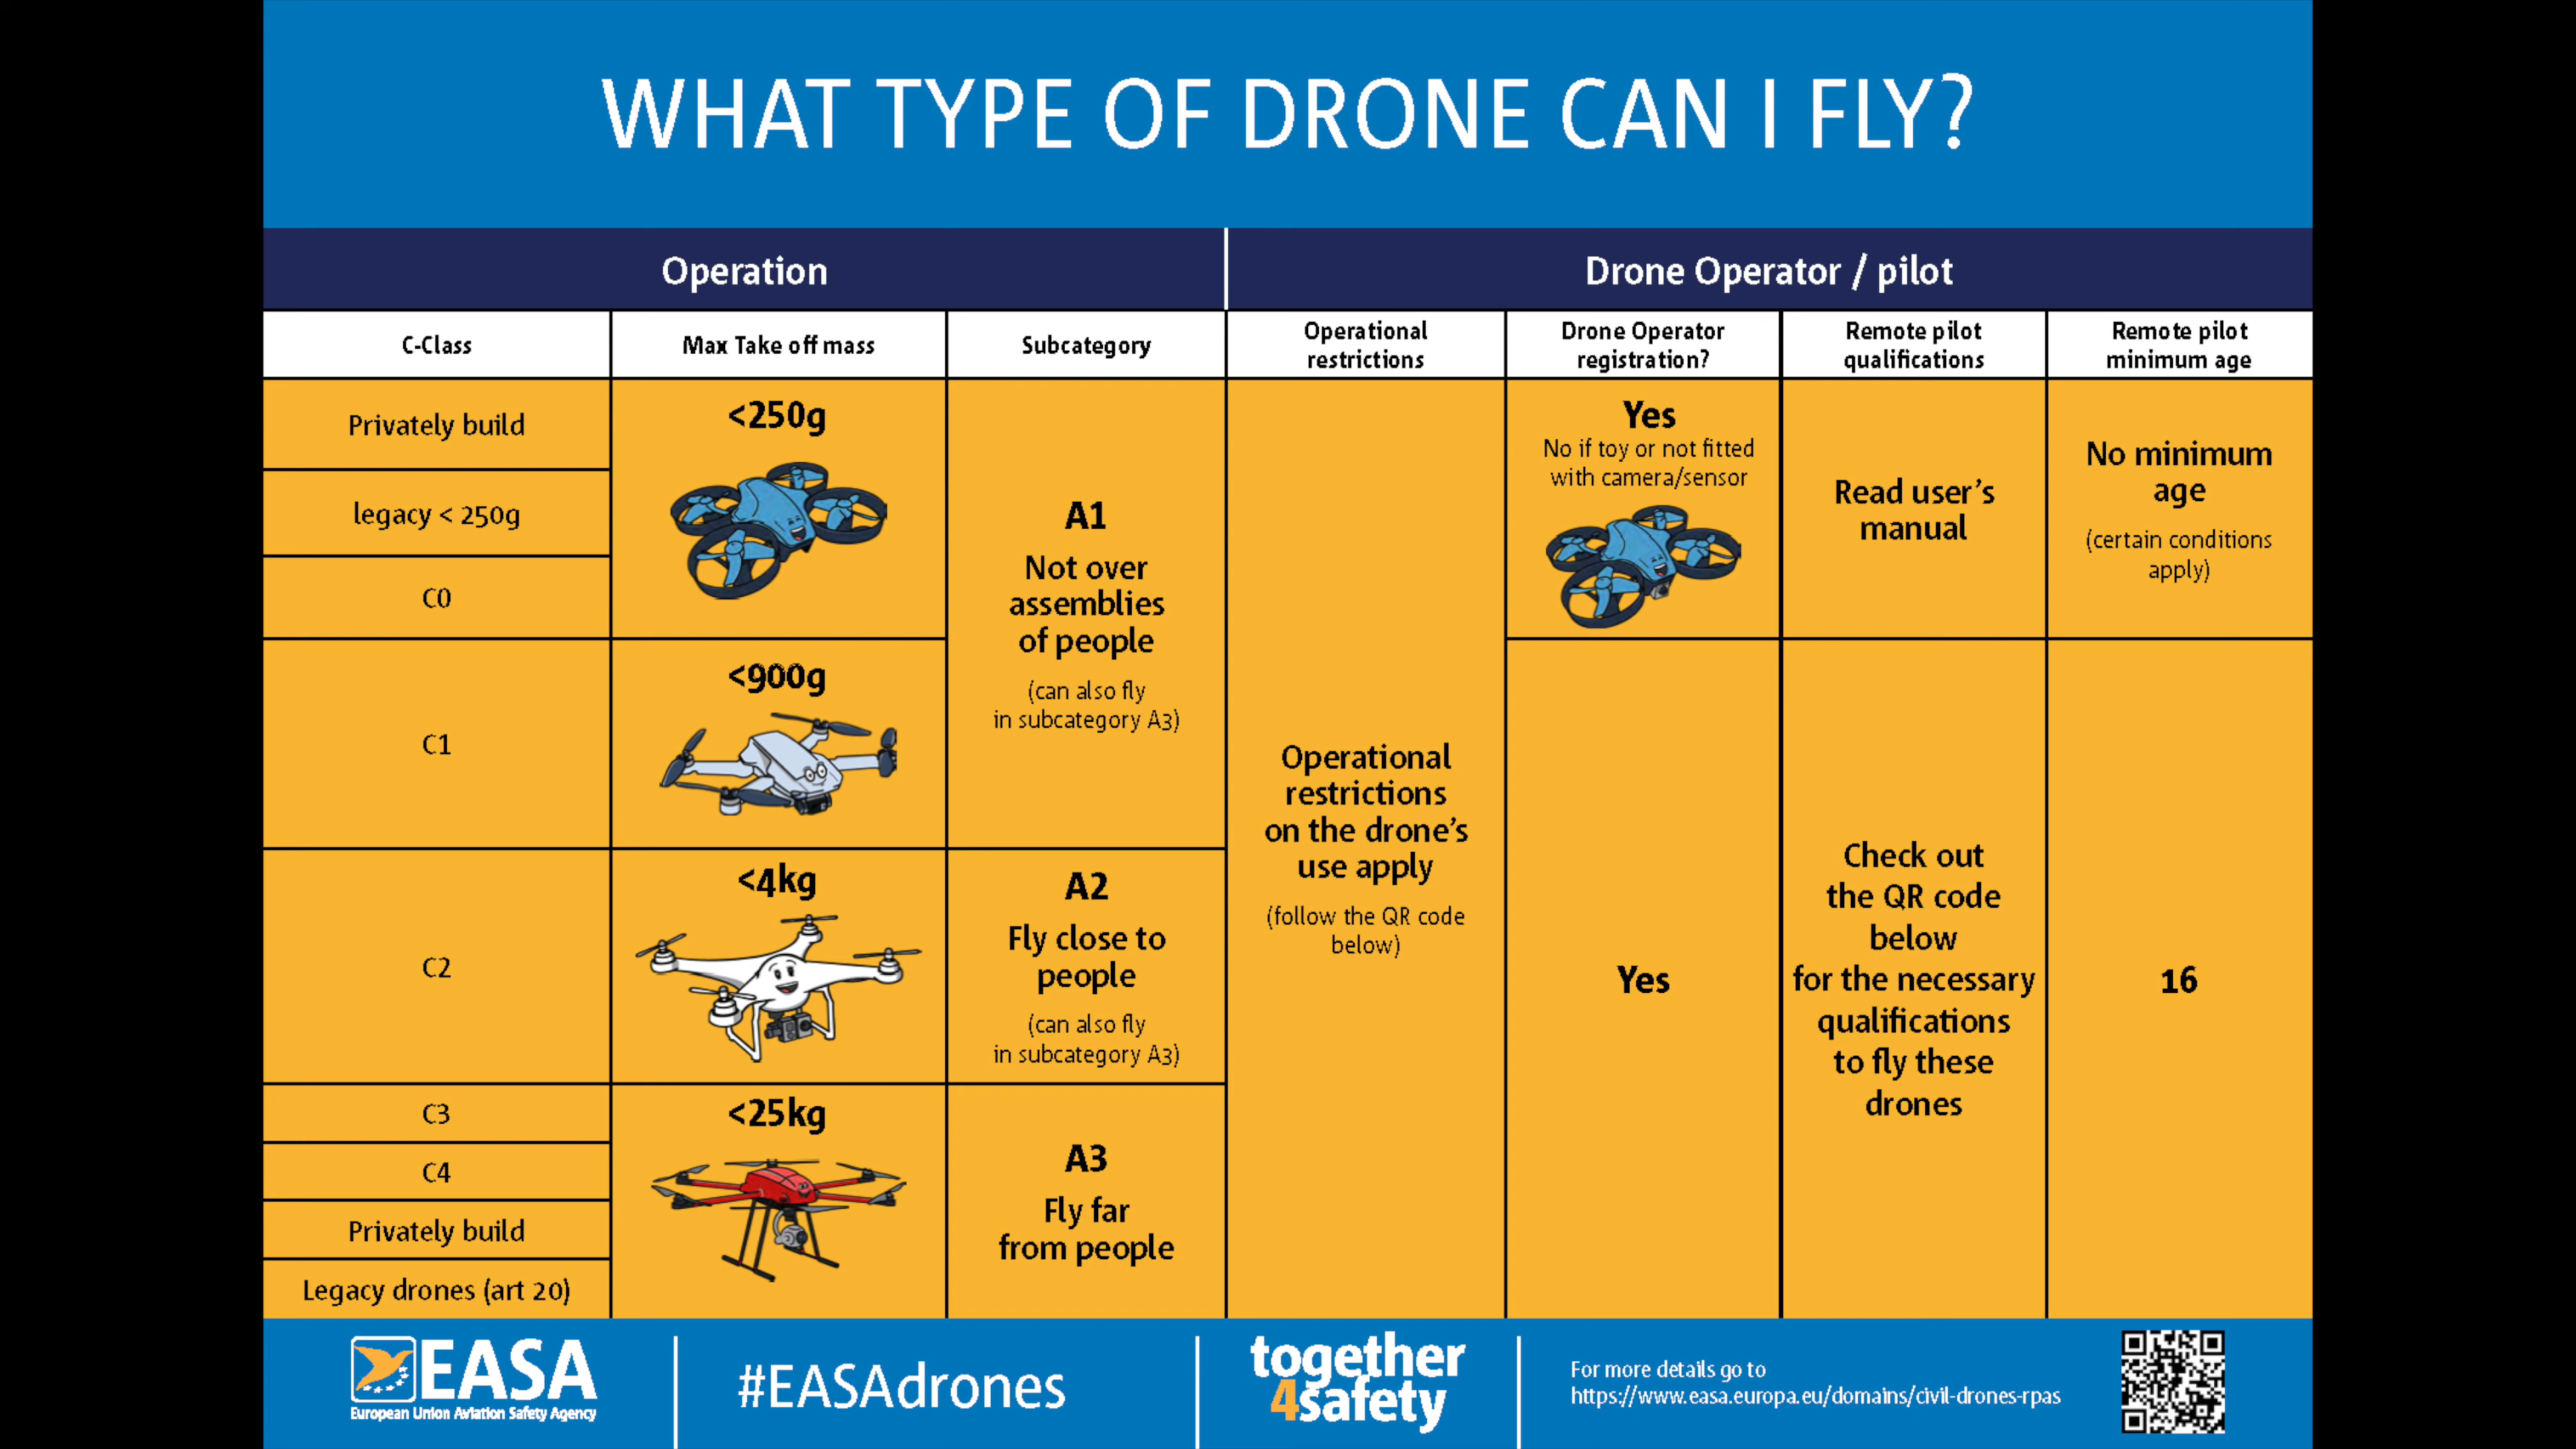 WHAT TYPE OF DRONE CAN I FLY?
Operation
Drone Operator / pilot
C-Class
Max Take off mass
Subcategory
Operational
restrictions
Drone Operator
registration?
Remote pilot
qualifications
Remote pilot
minimum age
Privately build
legacy < 250g
C0
<250g
C1
<900g
A1
Not over
assemblies
of people
(can also fly
in subcategory A3)
C2
<4kg
A2
Fly close to
people
(can also fly
in subcategory A3)
C3
C4
Privately build
Legacy drones (art 20)
<25kg
A3
Fly far
from people
Operational
restrictions
on the drone's
use apply
(follow the QR code
below)
Yes
No if toy or not fitted
with camera/sensor
Read user's
manual
No minimum
age
(certain conditions
apply)
Yes
Check out
the QR code
below
for the necessary
qualifications
to fly these
drones
16
EASA
European Union Aviation Safety Agency
#EASAdrones
together
4safety
For more details go to
https://www.easa.europa.eu/domains/civil-drones-rpas